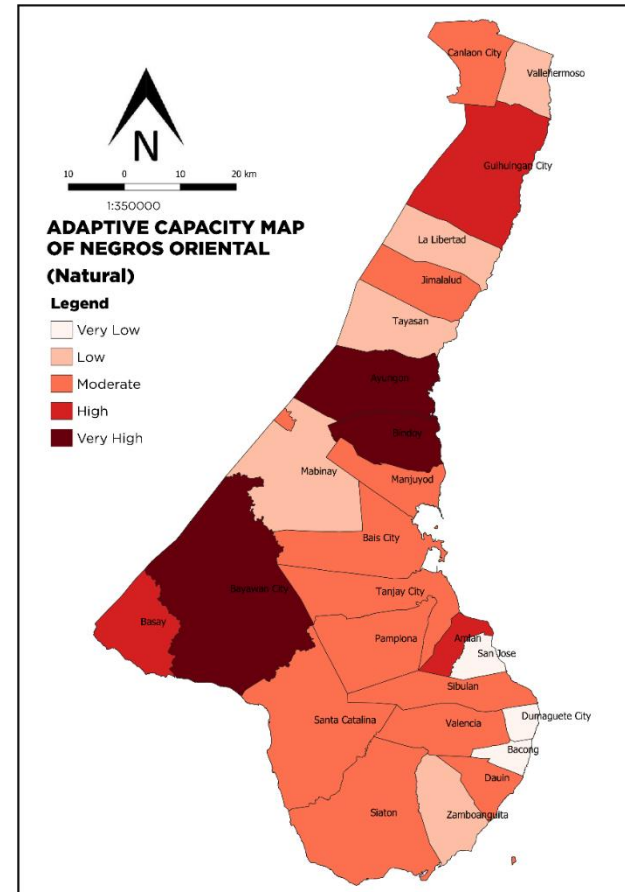 Canlaon City
Vallehermoso
N
Guihulngan City
10 0 10 20 km
1:350000
ADAPTIVE CAPACITY MAP
OF NEGROS ORIENTAL
(Natural)
Legend
Very Low
Low
Moderate
High
Very High
La Libertad
Jimalalud
Tayasan
Ayungon
Bindoy
Mabinay
Manjuyod
Bais City
Bayawan City
Tanjay City
Basay
Pamplona
Amlan
San Jose
Sibulan
Santa Catalina
Valencia
Dumaguete City
Bacong
Dauin
Siaton
Zamboanguita